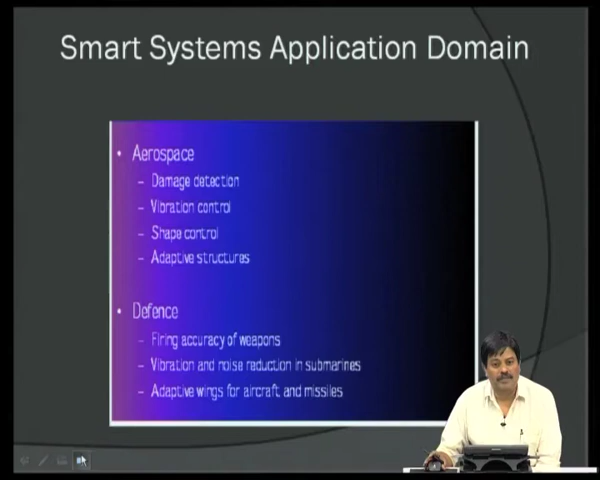 Smart Systems Application Domain
• Aerospace
– Damage detection
– Vibration control
– Shape control
– Adaptive structures
• Defence
– Firing accuracy of weapons
– Vibration and noise reduction in submarines
– Adaptive wings for aircraft and missiles